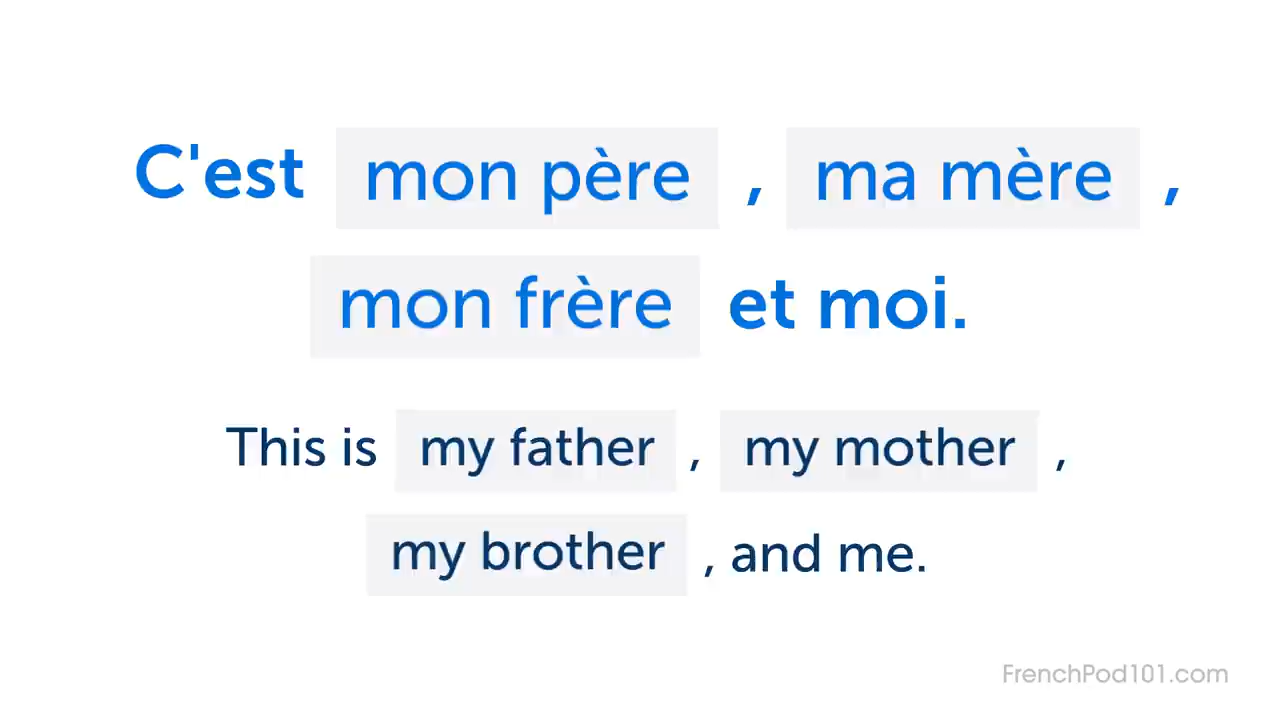 C'est mon père , ma mère ,
mon frère et moi.
This is my father , my mother ,
my brother , and me.
FrenchPod101.com